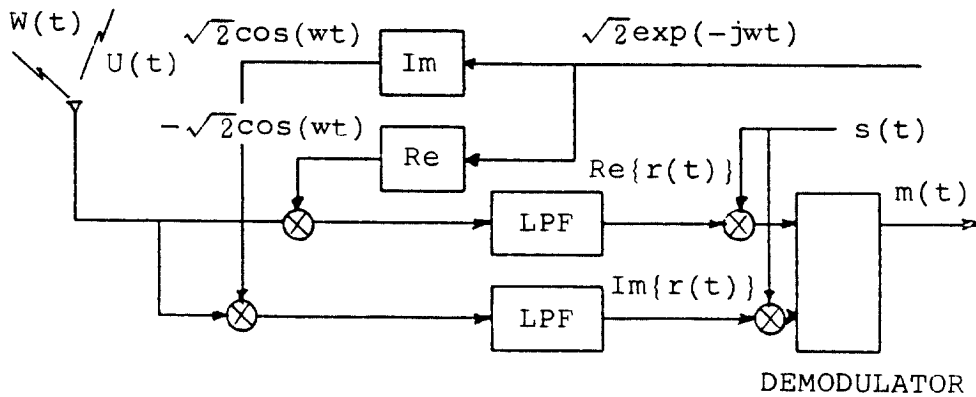 W(t)
U(t)
√2cos(wt)
√2exp(-jwt)
Im
-√2cos(wt)
Re
s(t)
Re{r(t)}
m(t)
LPF
Im{r(t)}
LPF
DEMODULATOR